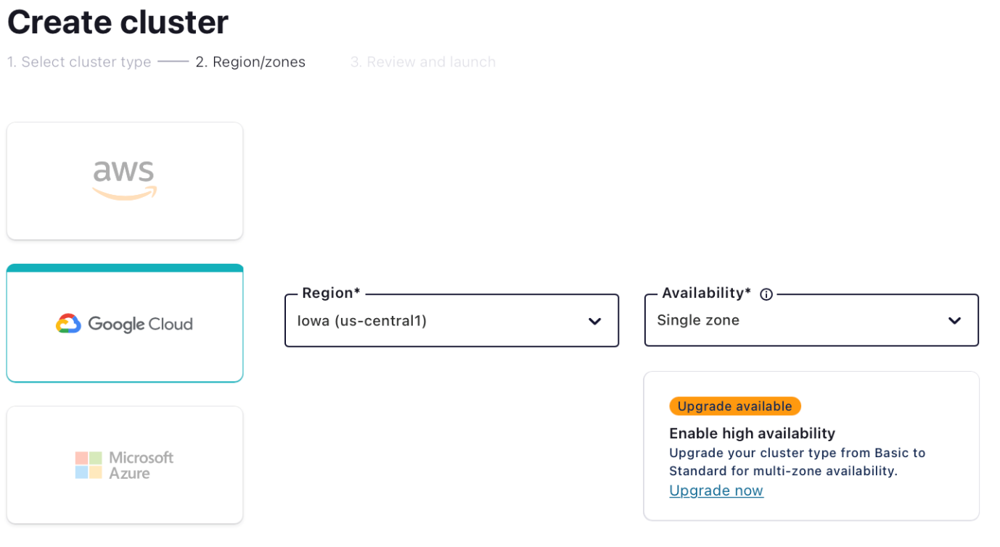 Create cluster
1. Select cluster type 2. Region/zones 3. Review and launch
aws
Google Cloud
Region*
Iowa (us-central1)
Availability*
Single zone
Upgrade available
Enable high availability
Upgrade your cluster type from Basic to
Standard for multi-zone availability.
Upgrade now
Microsoft
Azure